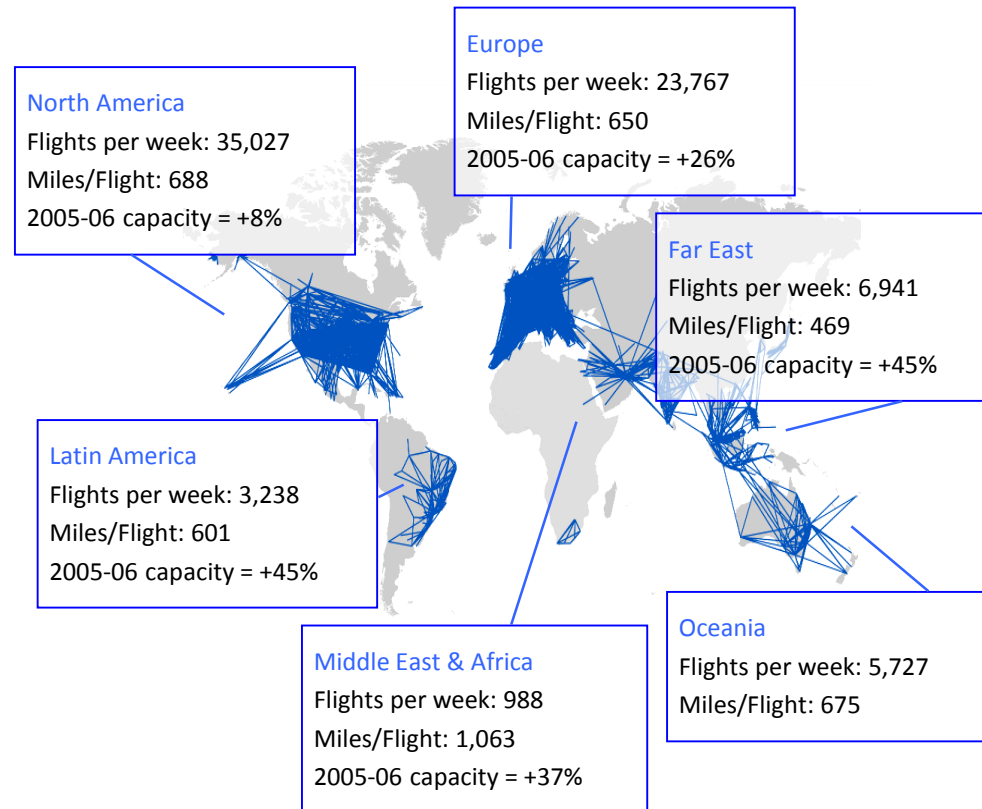 Europe
Flights per week: 23,767
Miles/Flight: 650
2005-06 capacity = +26%
North America
Flights per week: 35,027
Miles/Flight: 688
2005-06 capacity = +8%
Far East
Flights per week: 6,941
Miles/Flight: 469
2005-06 capacity = +45%
Latin America
Flights per week: 3,238
Miles/Flight: 601
2005-06 capacity = +45%
Middle East & Africa
Flights per week: 988
Miles/Flight: 1,063
2005-06 capacity = +37%
Oceania
Flights per week: 5,727
Miles/Flight: 675